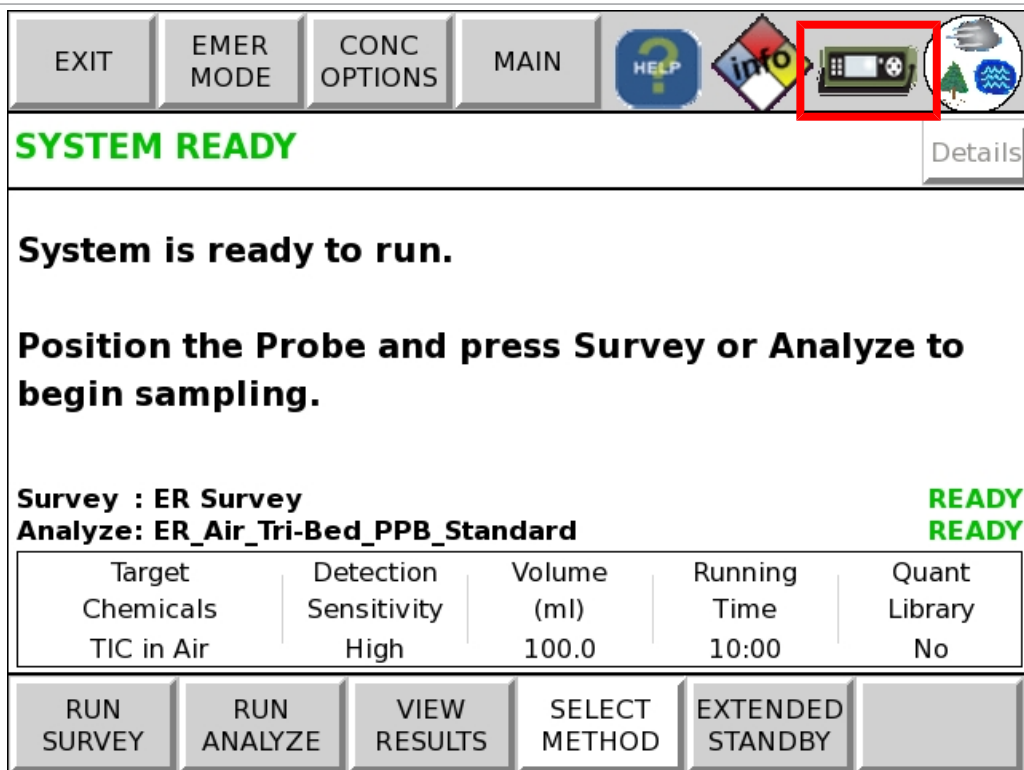 EXIT
EMER
MODE
CONC
OPTIONS
MAIN
HELP
info
SYSTEM READY
Details
System is ready to run.
Position the Probe and press Survey or Analyze to
begin sampling.
Survey : ER Survey READY
Analyze: ER_Air_Tri-Bed_PPB_Standard READY
Target Detection Volume Running Quant
Chemicals Sensitivity (ml) Time Library
TIC in Air High 100.0 10:00 No
RUN
SURVEY
RUN
ANALYZE
VIEW
RESULTS
SELECT
METHOD
EXTENDED
STANDBY